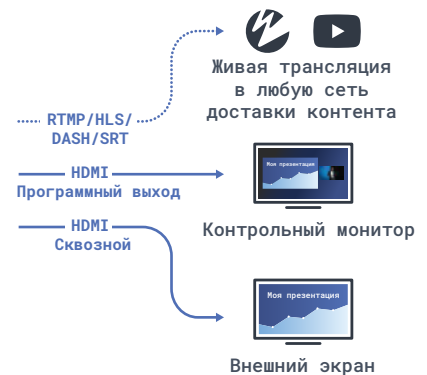 Живая трансляция
в любую сеть
доставки контента
RTMP/HLS/
DASH/SRT
HDMI
Программный выход
Моя презентация
Контрольный монитор
HDMI
Сквозной
Моя презентация
Внешний экран